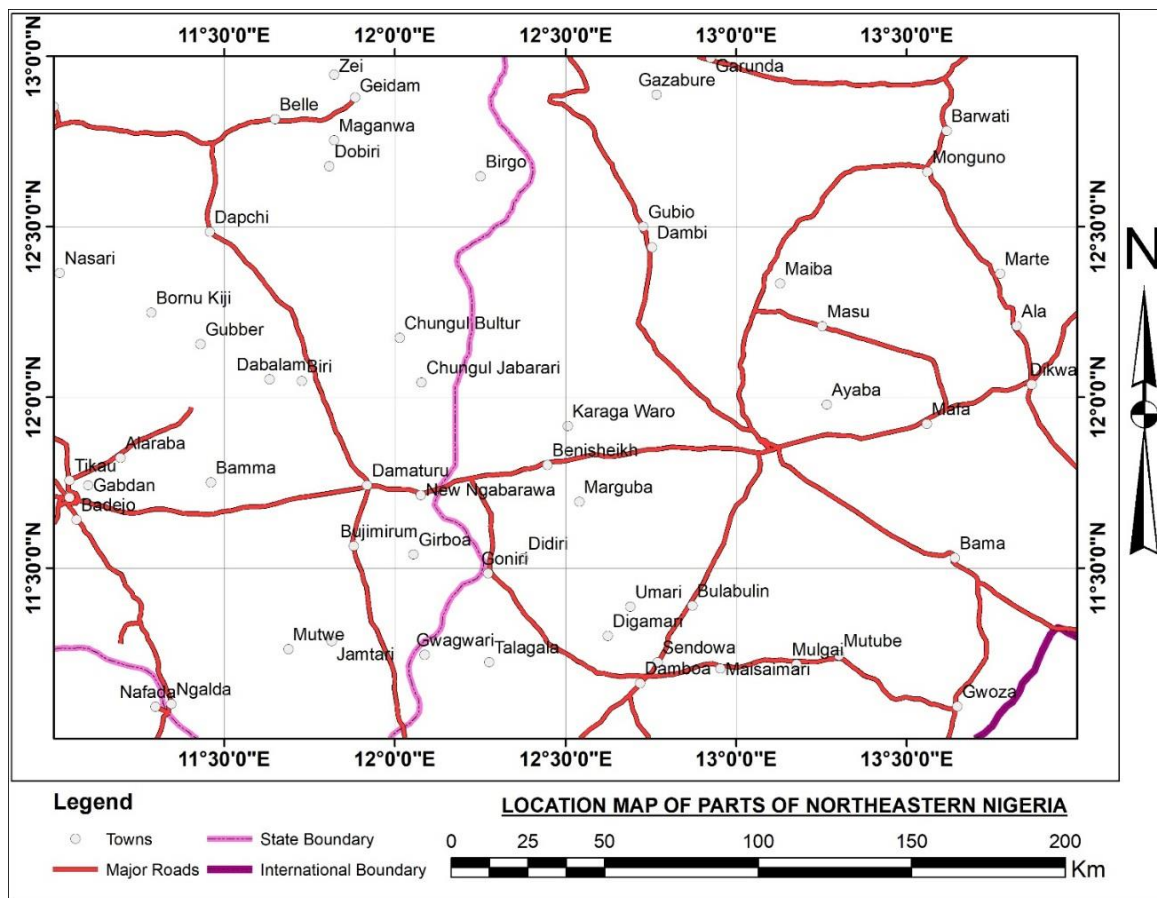 11°30'0"E 12°0'0"E 12°30'0"E 13°0'0"E 13°30'0"E
13°0'0"N
13°0'0"N
Zei
Garunda
Geidam
Gazabure
Belle
Barwati
Maganwa
Dobiri
Birgo
Monguno
N
Dapchi
Gubio
12°30'0"N
12°30'0"N
Dambi
Nasari
Maiba
Marte
Bornu Kiji
Masu
Ala
Gubber
Chungul Bultur
Dabalam
Biri
Chungul Jabarari
Dikwa
12°0'0"N
12°0'0"N
Ayaba
Karaga Waro
Mafa
Alaraba
Benisheikh
Tikau
Bamma
Damaturu
Gabdan
New Ngabarawa
Marguba
Badejo
Bujimirum
Girboa
Didiri
Bama
Goniri
11°30'0"N
11°30'0"N
Umari
Bulabulin
Digamari
Mutwe
Jamtari
Gwagwari
Talagala
Sendowa
Mulgai
Mutube
Damboa
Maisaimari
Nafada
Ngalda
Gwoza
11°30'0"E 12°0'0"E 12°30'0"E 13°0'0"E 13°30'0"E
Legend
Towns
State Boundary
Major Roads
International Boundary
LOCATION MAP OF PARTS OF NORTHEASTERN NIGERIA
0 25 50 100 150 200
Km